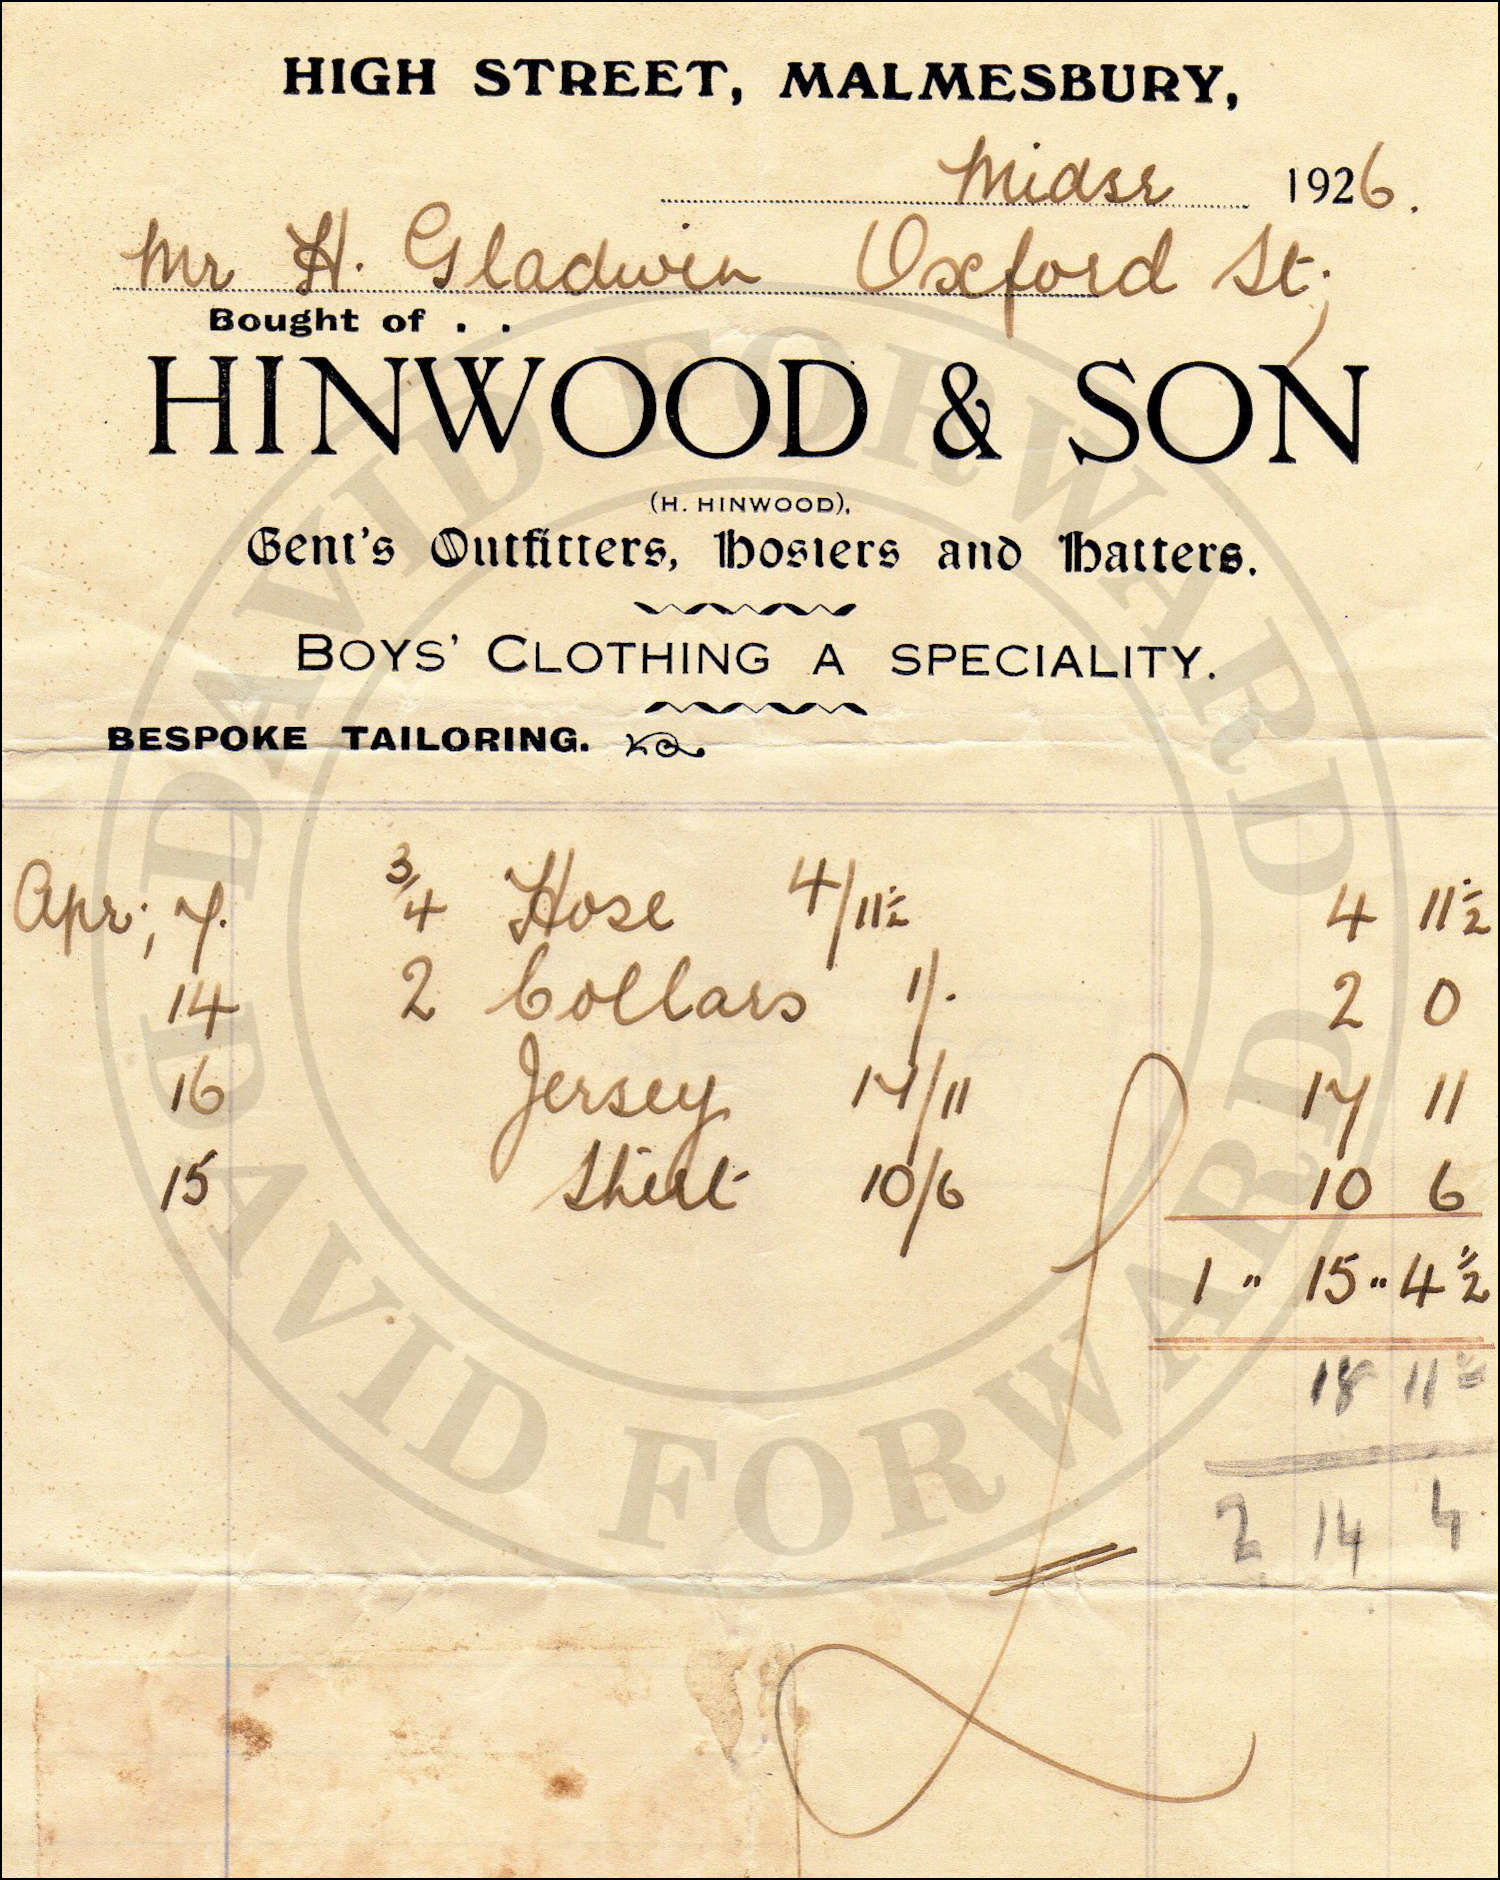 HIGH STREET, MALMESBURY,
Midsr 1926.
Mr H. Gladwin Oxford St;
Bought of . .
HINWOOD & SON
(H. HINWOOD),
Gent's Outfitters, Hosiers and Hatters.
BOYS' CLOTHING A SPECIALITY.
BESPOKE TAILORING.
Apr; 7. 3/4 Hose 4/11½ 4 11½
14 2 Collars 1/. 2 0
16 Jersey 17/11 17 11
15 Shirt 10/6 10 6
1 " 15 " 4½
18 11½
2 14 4
DAVID FORWARD
DAVID FORWARD